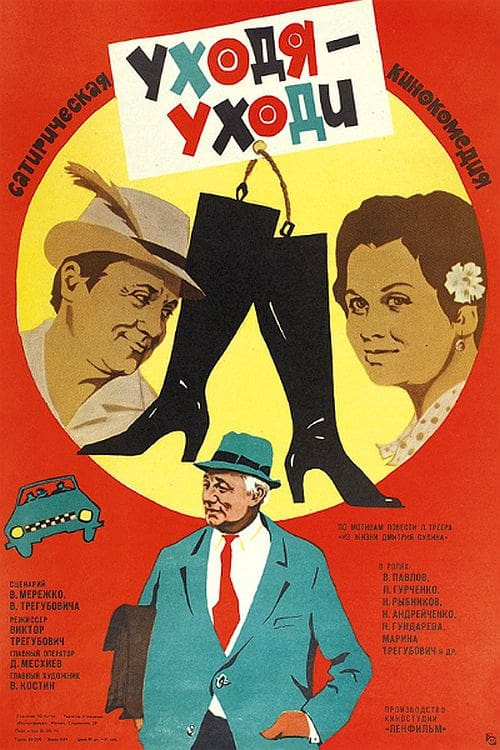 УХОДЯ –
УХОДИ
САТИРИЧЕСКАЯ
КИНОКОМЕДИЯ
ПО МОТИВАМ ПОВЕСТИ Л. ТРЕЕРА
«ИЗ ЖИЗНИ ДМИТРИЯ СУЛИНА»
СЦЕНАРИЙ
В. МЕРЕЖКО,
В. ТРЕГУБОВИЧА
РЕЖИССЕР
ВИКТОР
ТРЕГУБОВИЧ
ГЛАВНЫЙ ОПЕРАТОР
Д. МЕСХИЕВ
ГЛАВНЫЙ ХУДОЖНИК
В. КОСТИН
В РОЛЯХ:
В. ПАВЛОВ,
Л. ГУРЧЕНКО,
Н. РЫБНИКОВ,
Н. АНДРЕЙЧЕНКО,
Н. ГУНДАРЕВА,
МАРИНА
ТРЕГУБОВИЧ И ДР.
ПРОИЗВОДСТВО
КИНОСТУДИИ
«ЛЕНФИЛЬМ»